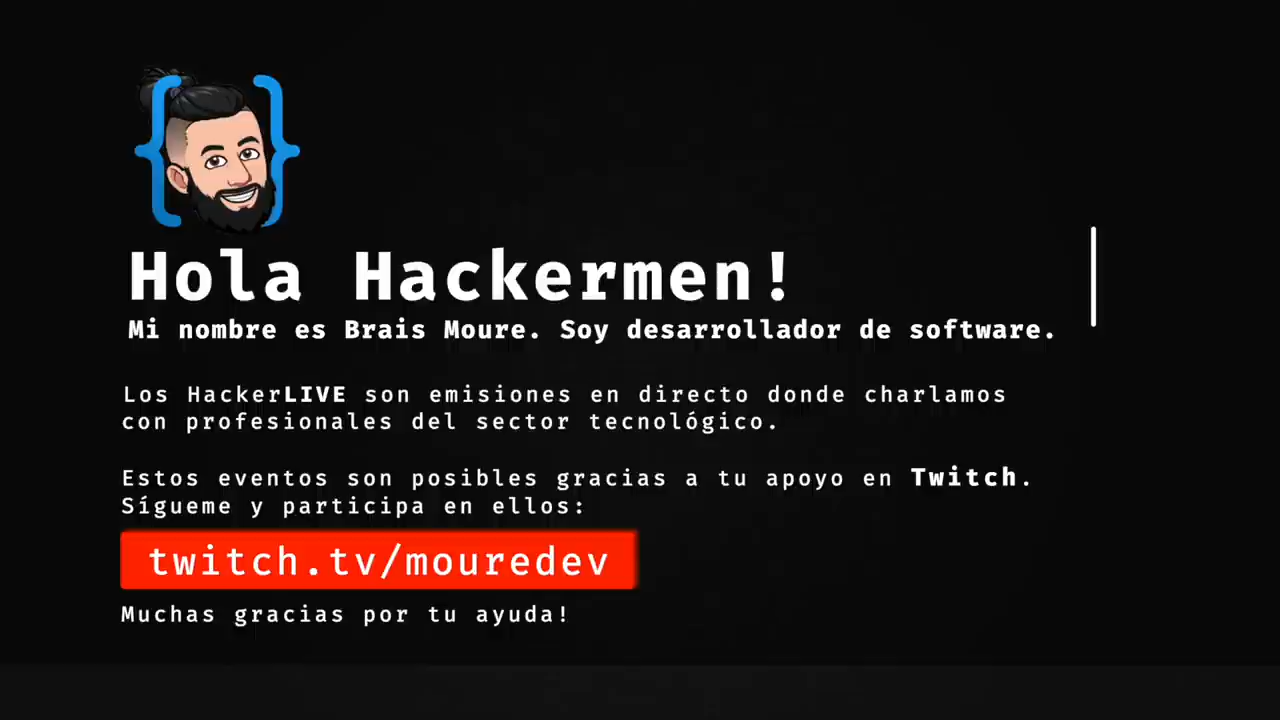 Hola Hackermen!
Mi nombre es Brais Moure. Soy desarrollador de software.
Los HackerLIVE son emisiones en directo donde charlamos
con profesionales del sector tecnológico.
Estos eventos son posibles gracias a tu apoyo en Twitch.
Sígueme y participa en ellos:
twitch.tv/mouredev
Muchas gracias por tu ayuda!